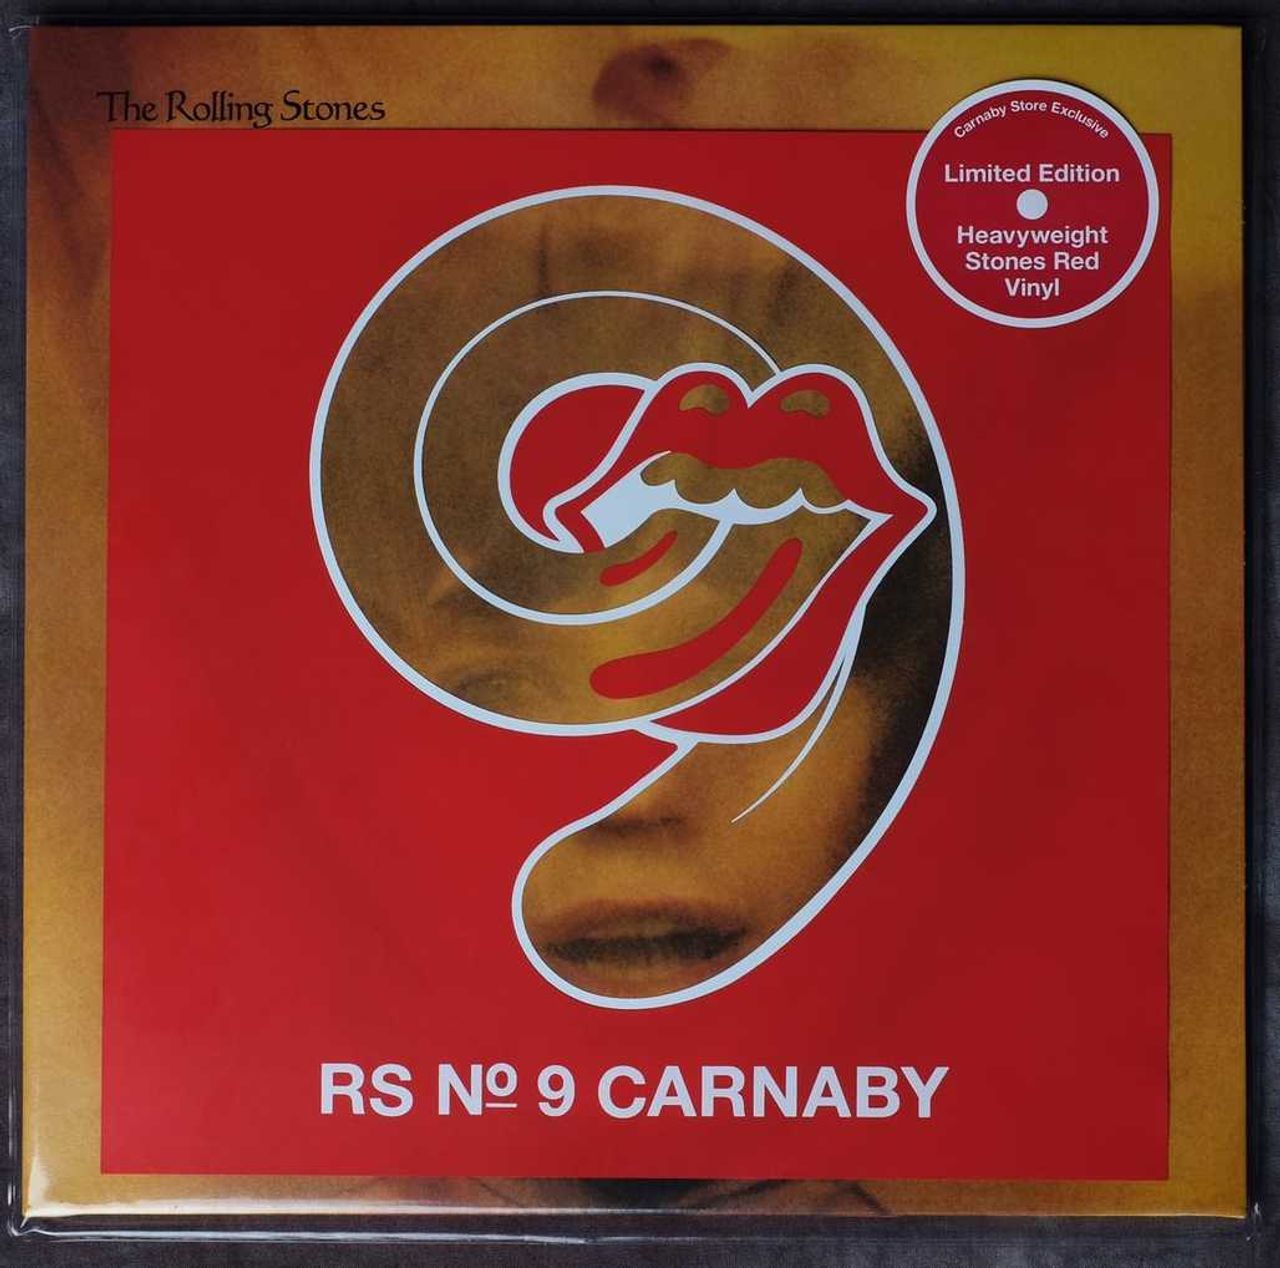 The Rolling Stones
Carnaby Store Exclusive
Limited Edition
Heavyweight
Stones Red
Vinyl
RS Nº 9 CARNABY